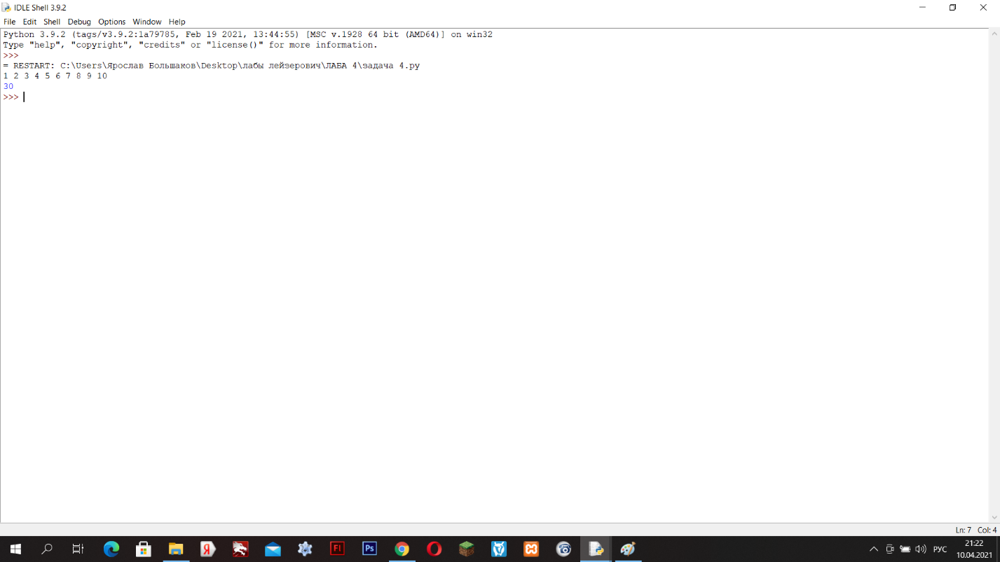 IDLE Shell 3.9.2
File Edit Shell Debug Options Window Help
Python 3.9.2 (tags/v3.9.2:1a79785, Feb 19 2021, 13:44:55) [MSC v.1928 64 bit (AMD64)] on win32
Type "help", "copyright", "credits" or "license()" for more information.
>>>
= RESTART: C:\Users\Ярослав Большаков\Desktop\лабы лейзерович\ЛАБА 4\задача 4.py
1 2 3 4 5 6 7 8 9 10
30
>>>
Ln: 7 Col: 4
Я
Fl
Ps
РУС
21:22
10.04.2021